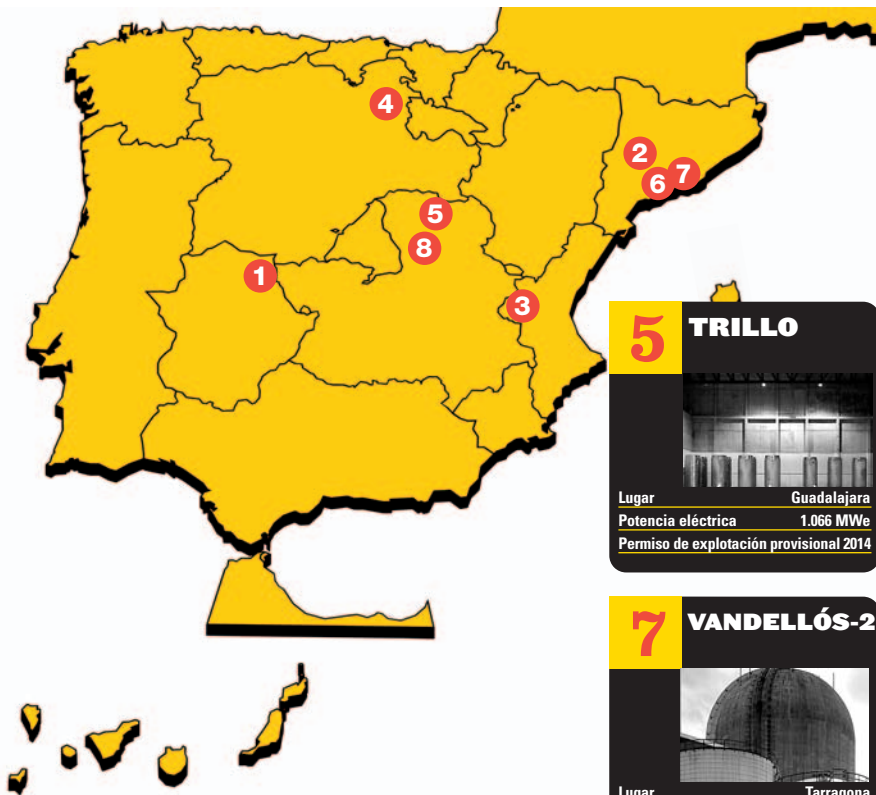 4
2
7
6
5
8
1
3
5 TRILLO
Lugar Guadalajara
Potencia eléctrica 1.066 MWe
Permiso de explotación provisional 2014
7 VANDELLÓS-2
Lugar Tarragona